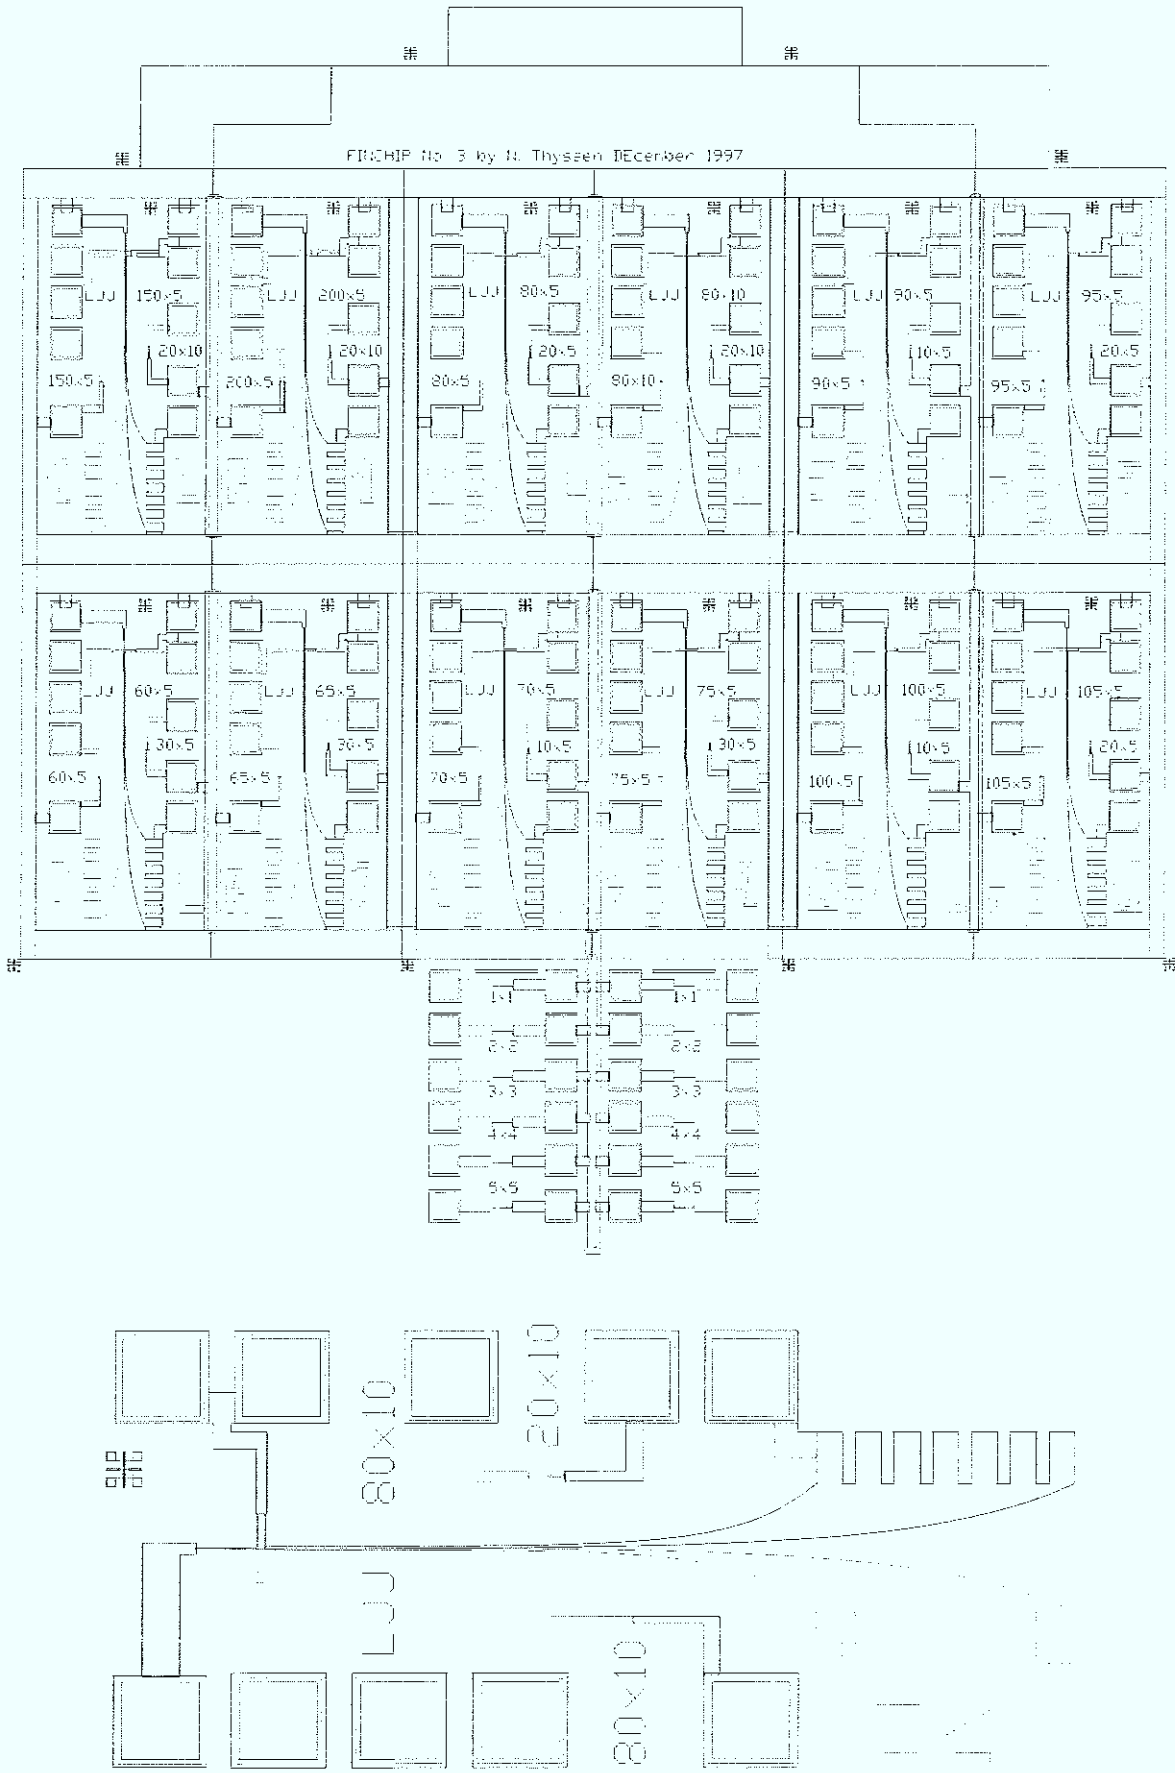 FINCHIP No 3 by N. Thyssen DEcember 1997
LJJ 150×5 LJJ 200×5 LJJ 80×5 LJJ 80×10 LJJ 90×5 LJJ 95×5
20×10 20×10 20×5 20×10 10×5 20×5
150×5 200×5 80×5 80×10 90×5 95×5
LJJ 60×5 LJJ 65×5 LJJ 70×5 LJJ 75×5 LJJ 100×5 LJJ 105×5
30×5 30×5 10×5 30×5 10×5 20×5
60×5 65×5 70×5 75×5 100×5 105×5
1×1 1×1
2×2 2×2
3×3 3×3
4×4 4×4
5×5 5×5
80×10
20×10
LJJ
80×10